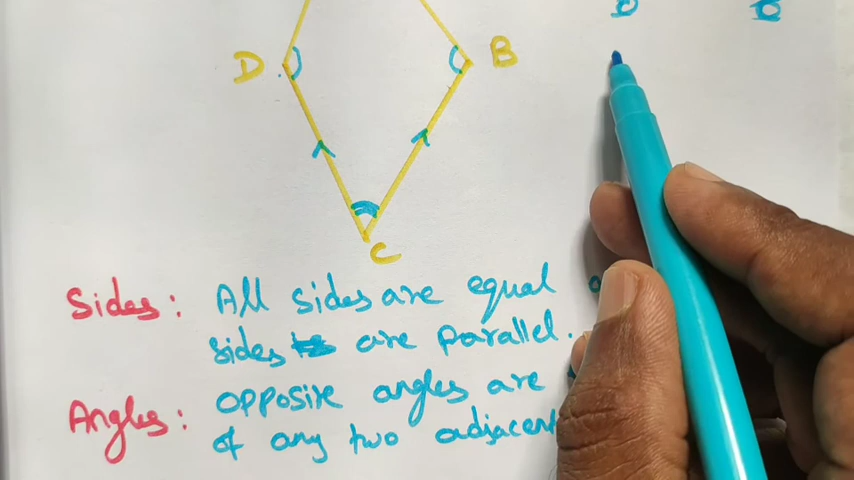 D
B
C
Sides: All sides are equal
sides are parallel.
Angles: Opposite angles are
of any two adjacent